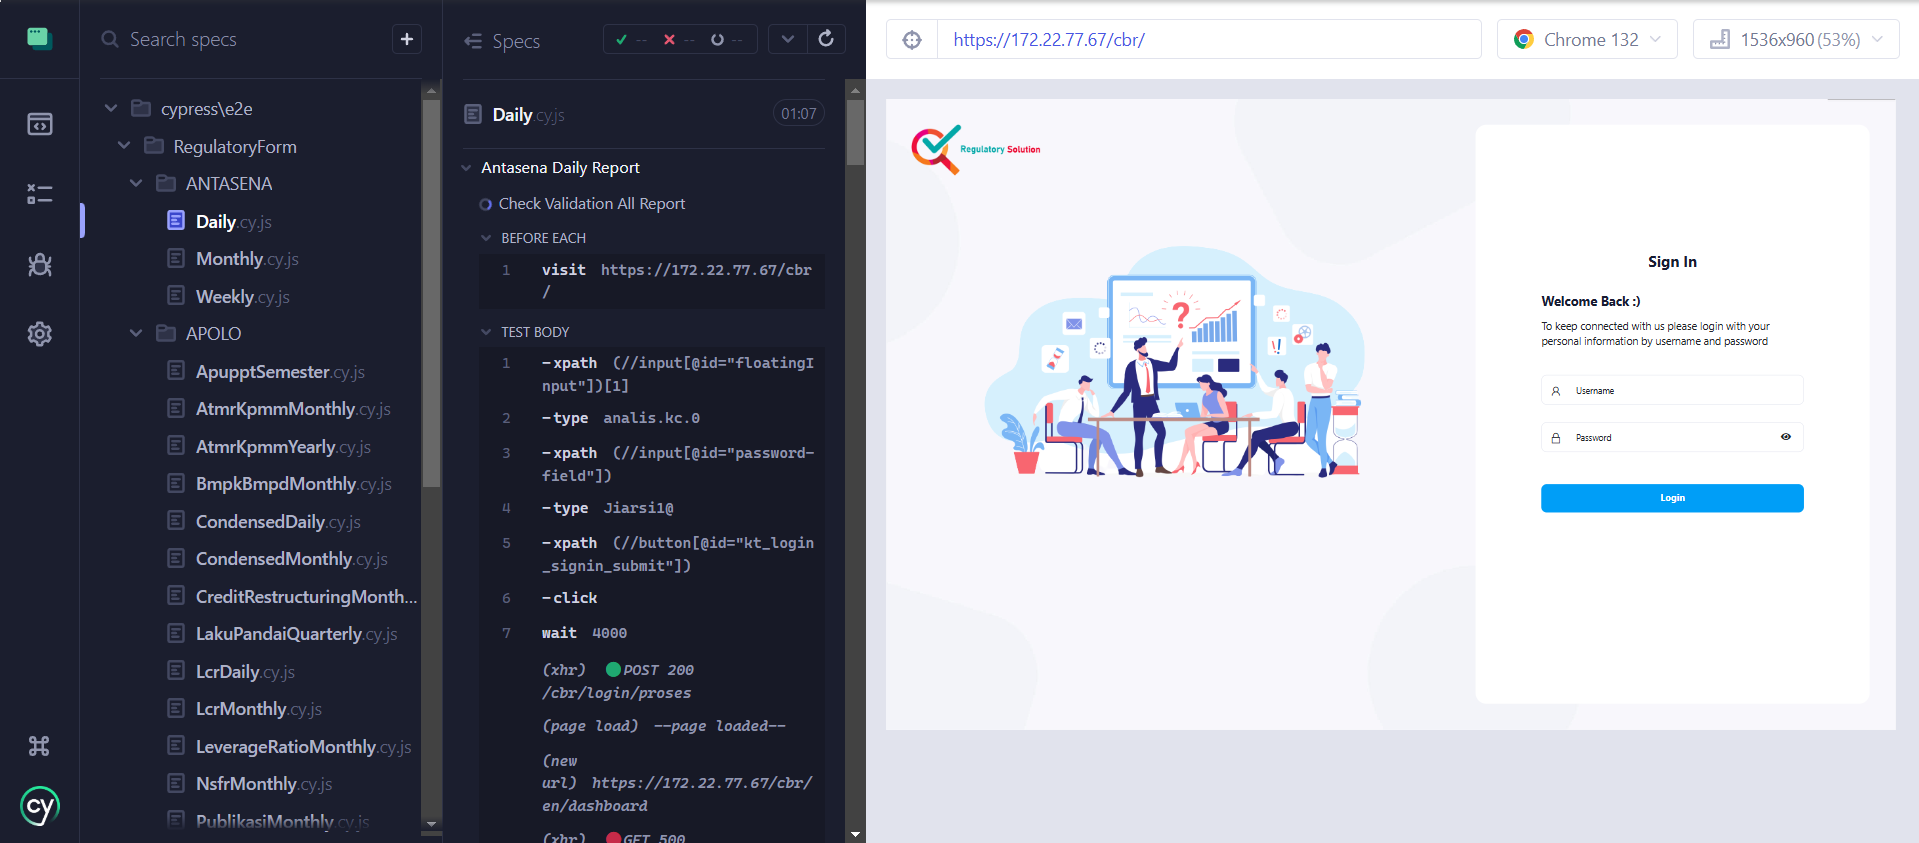 Search specs
+
cypress\e2e
RegulatoryForm
ANTASENA
Daily.cy.js
Monthly.cy.js
Weekly.cy.js
APOLO
ApupptSemester.cy.js
AtmrKpmmMonthly.cy.js
AtmrKpmmYearly.cy.js
BmpkBmpdMonthly.cy.js
CondensedDaily.cy.js
CondensedMonthly.cy.js
CreditRestructuringMonth...
LakuPandaiQuarterly.cy.js
LcrDaily.cy.js
LcrMonthly.cy.js
LeverageRatioMonthly.cy.js
NsfrMonthly.cy.js
PublikasiMonthly.cy.js
cy
Specs
-- -- --
Daily.cy.js 01:07
Antasena Daily Report
Check Validation All Report
BEFORE EACH
1 visit https://172.22.77.67/cbr
/
TEST BODY
1 -xpath (//input[@id="floatingI
nput"])[1]
2 -type analis.kc.0
3 -xpath (//input[@id="password-
field"])
4 -type Jiarsi1@
5 -xpath (//button[@id="kt_login
_signin_submit"])
6 -click
7 wait 4000
(xhr) POST 200
/cbr/login/proses
(page load) --page loaded--
(new
url) https://172.22.77.67/cbr/
en/dashboard
(xhr) GET 500
https://172.22.77.67/cbr/
Chrome 132
1536x960 (53%)
Regulatory Solution
?
!!
Sign In
Welcome Back :)
To keep connected with us please login with your
personal information by username and password
Username
Password
Login